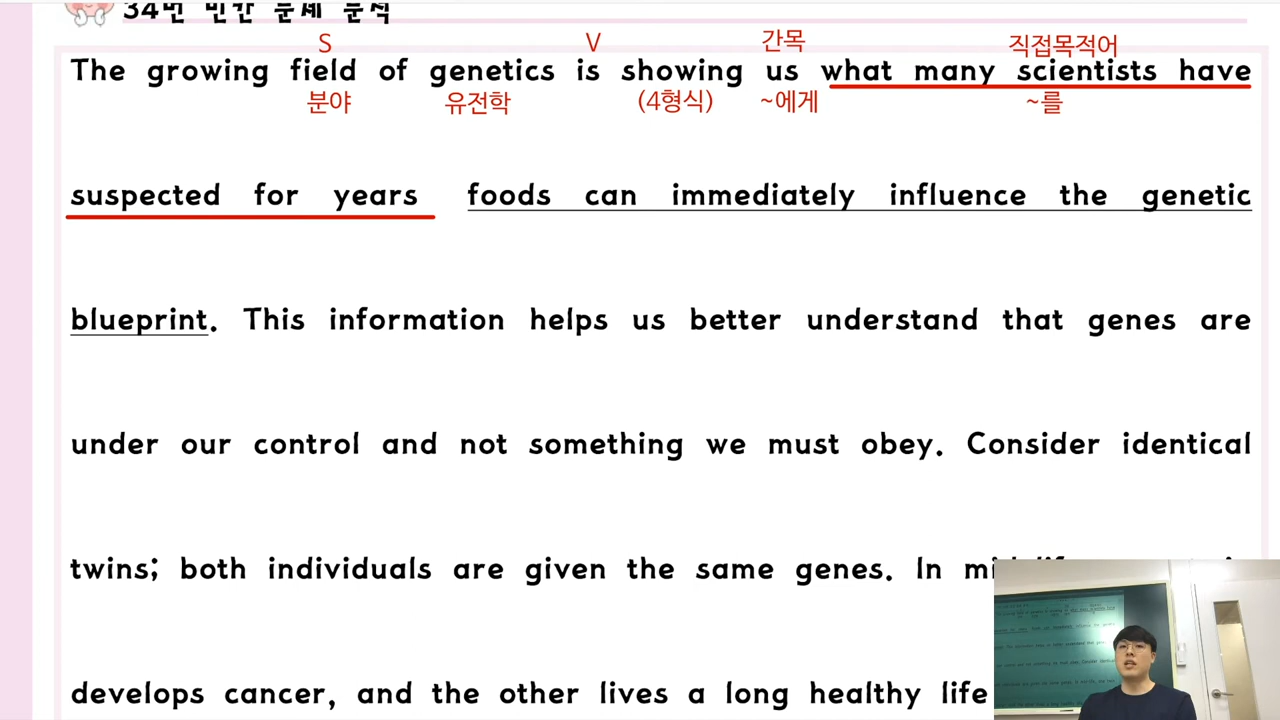 34번 빈칸 문제 분석
S V 간목 직접목적어
The growing field of genetics is showing us what many scientists have
분야 유전학 (4형식) ~에게 ~를
suspected for years foods can immediately influence the genetic
blueprint. This information helps us better understand that genes are
under our control and not something we must obey. Consider identical
twins; both individuals are given the same genes. In
develops cancer, and the other lives a long healthy life